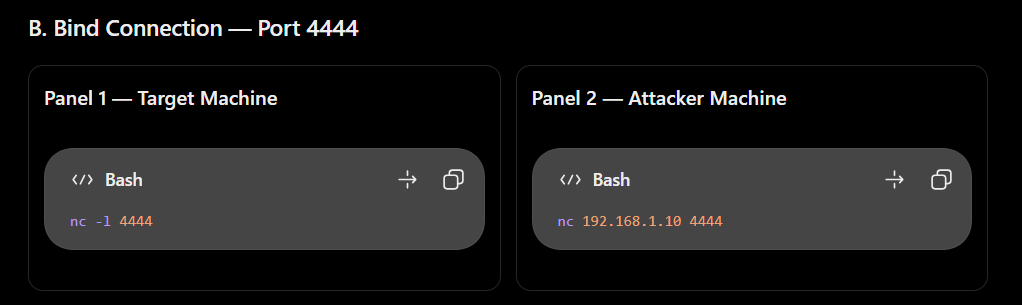 B. Bind Connection — Port 4444
Panel 1 — Target Machine
Bash
nc -l 4444
Panel 2 — Attacker Machine
Bash
nc 192.168.1.10 4444